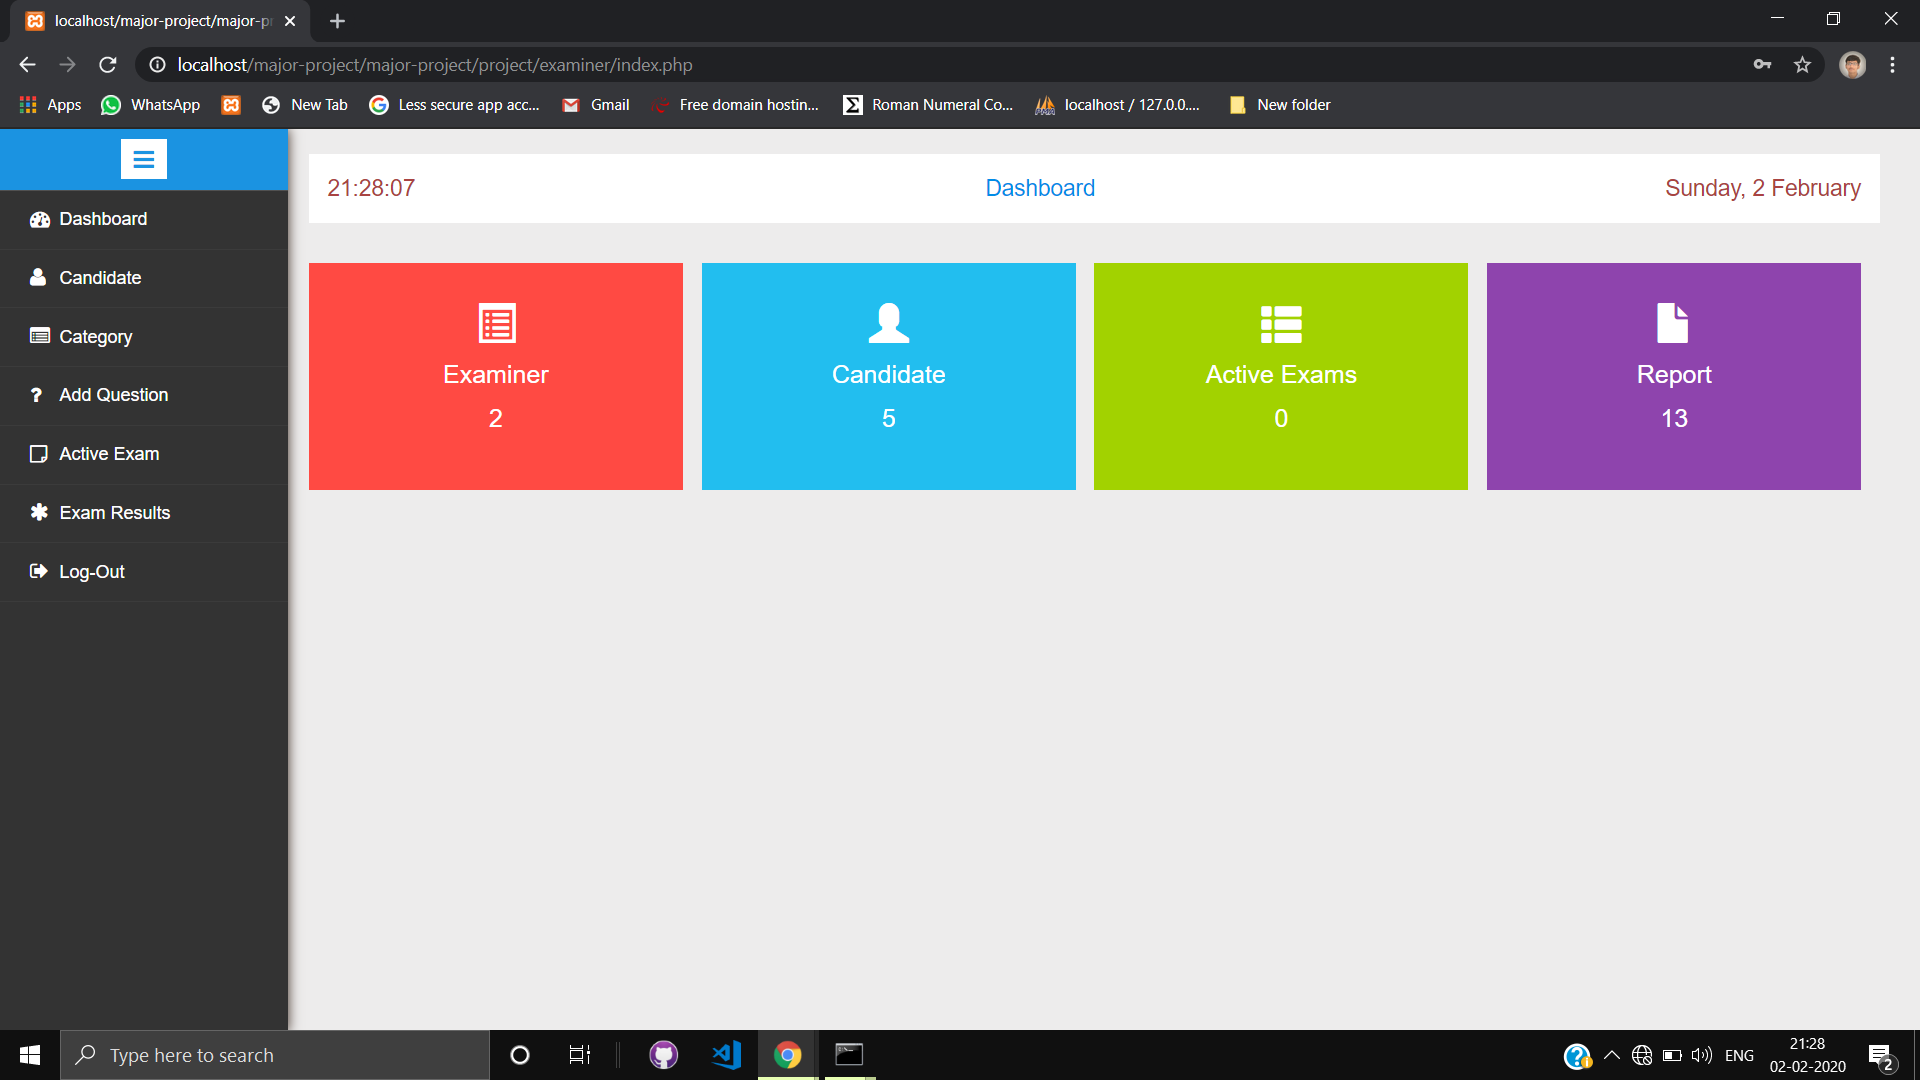 localhost/major-project/major-pr
localhost/major-project/major-project/project/examiner/index.php
Apps WhatsApp New Tab Less secure app acc... Gmail Free domain hostin... Roman Numeral Co... localhost / 127.0.0.... New folder
21:28:07 Dashboard Sunday, 2 February
Dashboard
Candidate
Category
Add Question
Active Exam
Exam Results
Log-Out
Examiner
2
Candidate
5
Active Exams
0
Report
13
Type here to search
ENG
21:28
02-02-2020
2